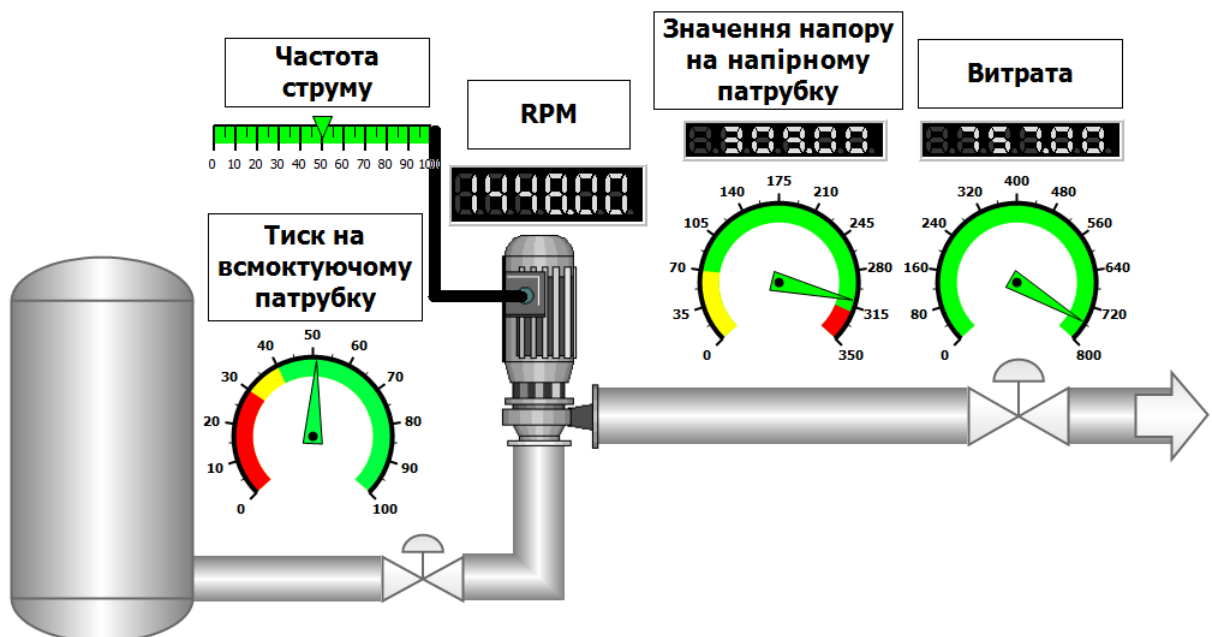 Частота
струму
0 10 20 30 40 50 60 70 80 90 100
RPM
1440.00
Значення напору
на напірному
патрубку
309.00
0 35 70 105 140 175 210 245 280 315 350
Витрата
757.00
0 80 160 240 320 400 480 560 640 720 800
Тиск на
всмоктуючому
патрубку
0 10 20 30 40 50 60 70 80 90 100